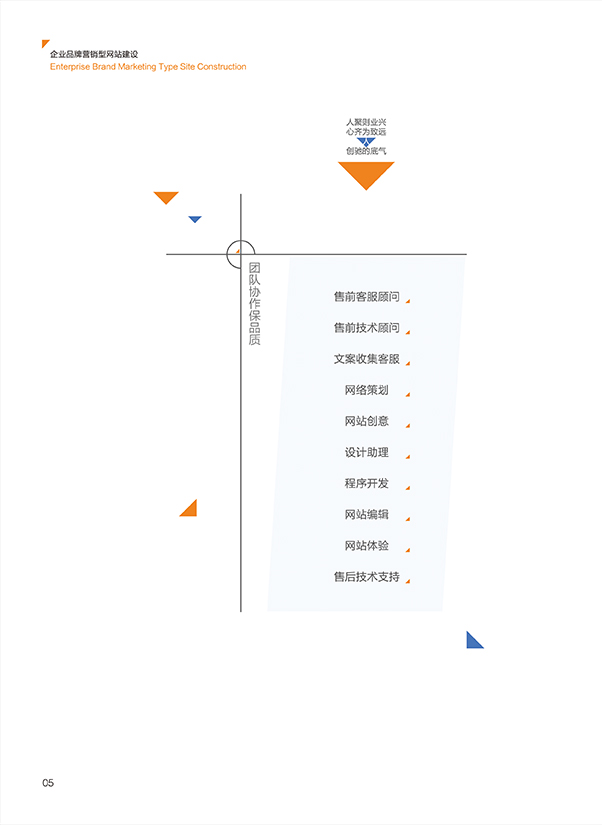 企业品牌营销型网站建设
Enterprise Brand Marketing Type Site Construction
人聚则业兴
心齐为致远
人
创驰的底气
团队协作保品质
售前客服顾问
售前技术顾问
文案收集客服
网络策划
网站创意
设计助理
程序开发
网站编辑
网站体验
售后技术支持
05